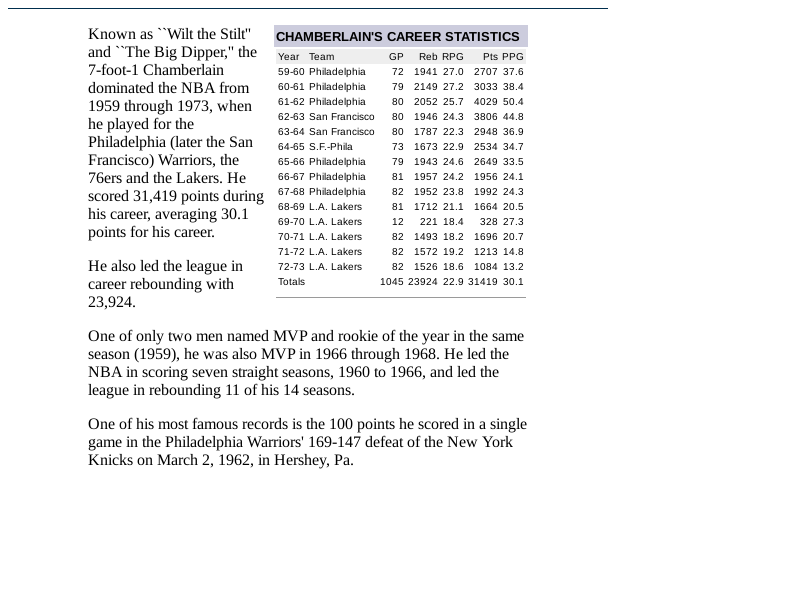 Known as ``Wilt the Stilt''
and ``The Big Dipper,'' the
7-foot-1 Chamberlain
dominated the NBA from
1959 through 1973, when
he played for the
Philadelphia (later the San
Francisco) Warriors, the
76ers and the Lakers. He
scored 31,419 points during
his career, averaging 30.1
points for his career.
He also led the league in
career rebounding with
23,924.
CHAMBERLAIN'S CAREER STATISTICS
Year Team GP Reb RPG Pts PPG
59-60 Philadelphia 72 1941 27.0 2707 37.6
60-61 Philadelphia 79 2149 27.2 3033 38.4
61-62 Philadelphia 80 2052 25.7 4029 50.4
62-63 San Francisco 80 1946 24.3 3806 44.8
63-64 San Francisco 80 1787 22.3 2948 36.9
64-65 S.F.-Phila 73 1673 22.9 2534 34.7
65-66 Philadelphia 79 1943 24.6 2649 33.5
66-67 Philadelphia 81 1957 24.2 1956 24.1
67-68 Philadelphia 82 1952 23.8 1992 24.3
68-69 L.A. Lakers 81 1712 21.1 1664 20.5
69-70 L.A. Lakers 12 221 18.4 328 27.3
70-71 L.A. Lakers 82 1493 18.2 1696 20.7
71-72 L.A. Lakers 82 1572 19.2 1213 14.8
72-73 L.A. Lakers 82 1526 18.6 1084 13.2
Totals 1045 23924 22.9 31419 30.1
One of only two men named MVP and rookie of the year in the same
season (1959), he was also MVP in 1966 through 1968. He led the
NBA in scoring seven straight seasons, 1960 to 1966, and led the
league in rebounding 11 of his 14 seasons.
One of his most famous records is the 100 points he scored in a single
game in the Philadelphia Warriors' 169-147 defeat of the New York
Knicks on March 2, 1962, in Hershey, Pa.